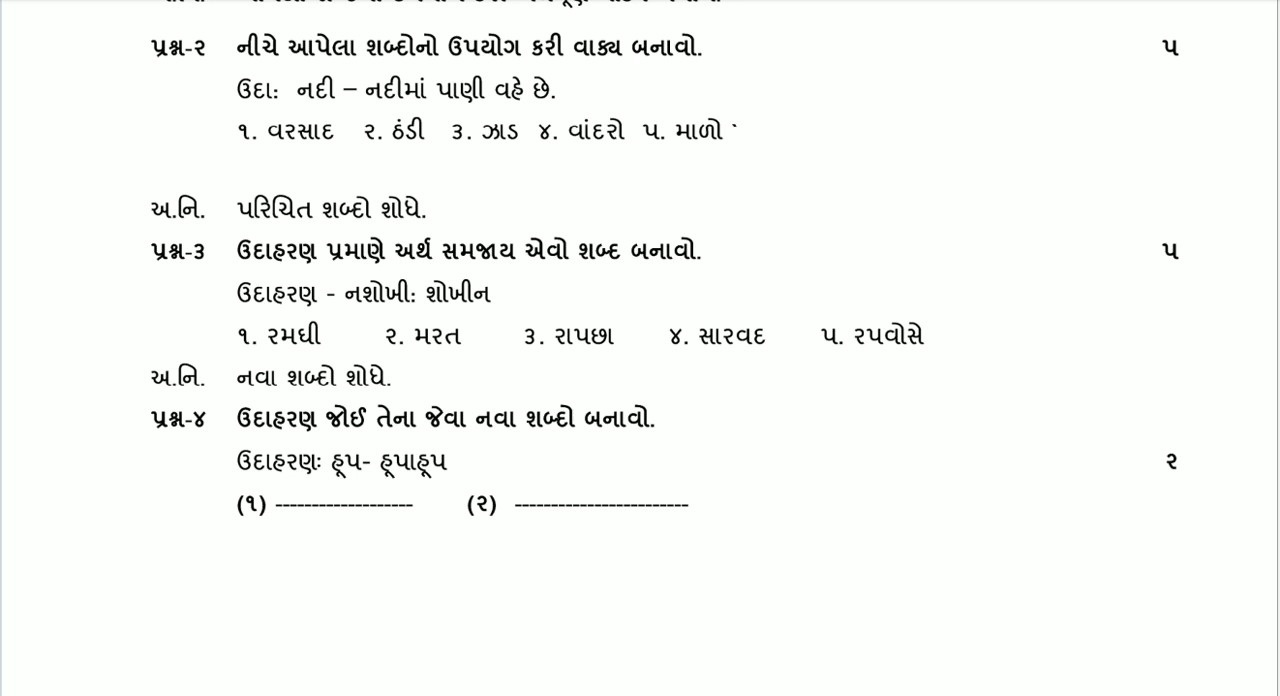 પ્રશ્ન-૨ નીચે આપેલા શબ્દોનો ઉપયોગ કરી વાક્ય બનાવો. ૫
ઉદા: નદી – નદીમાં પાણી વહે છે.
૧. વરસાદ ૨. ઠંડી ૩. ઝાડ ૪. વાંદરો ૫. માળો `
અ.નિ. પરિચિત શબ્દો શોધે.
પ્રશ્ન-૩ ઉદાહરણ પ્રમાણે અર્થ સમજાય એવો શબ્દ બનાવો. ૫
ઉદાહરણ - નશોખી: શોખીન
૧. રમઘી ૨. મરત ૩. રાપછા ૪. સારવદ ૫. રપવોસે
અ.નિ. નવા શબ્દો શોધે.
પ્રશ્ન-૪ ઉદાહરણ જોઈ તેના જેવા નવા શબ્દો બનાવો.
ઉદાહરણઃ હૂપ- હૂપાહૂપ ૨
(૧) ------------------- (૨) ------------------------